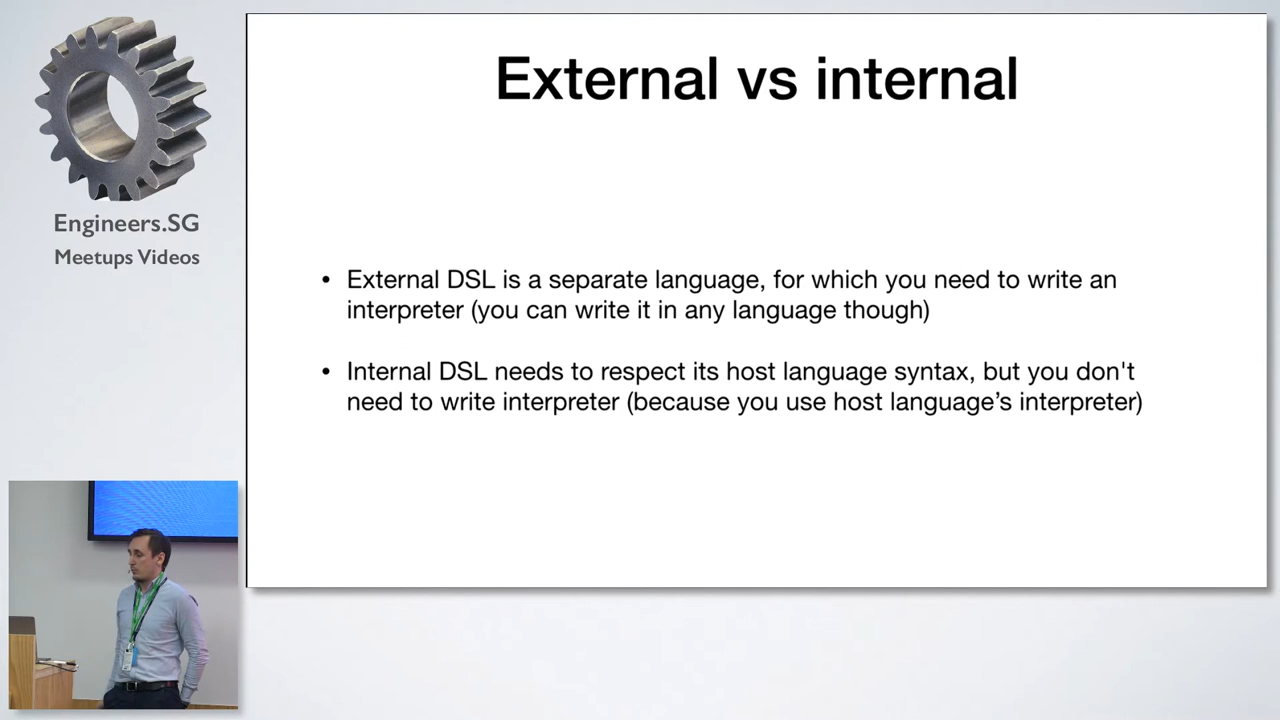 External vs internal
Engineers.SG
Meetups Videos
• External DSL is a separate language, for which you need to write an
interpreter (you can write it in any language though)
• Internal DSL needs to respect its host language syntax, but you don't
need to write interpreter (because you use host language’s interpreter)